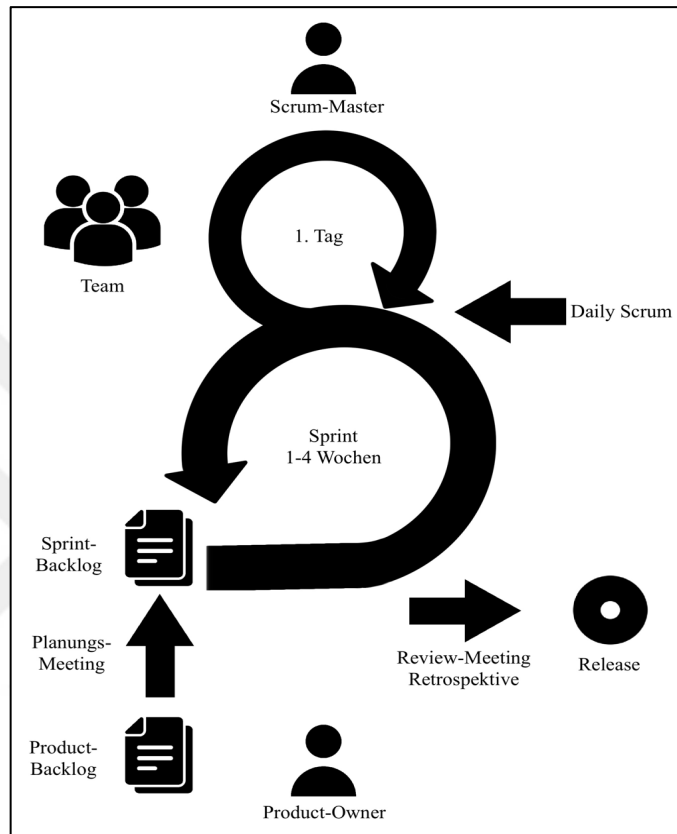 Scrum-Master
1. Tag
Team
Daily Scrum
Sprint
1-4 Wochen
Sprint-
Backlog
Planungs-
Meeting
Review-Meeting
Retrospektive
Release
Product-
Backlog
Product-Owner